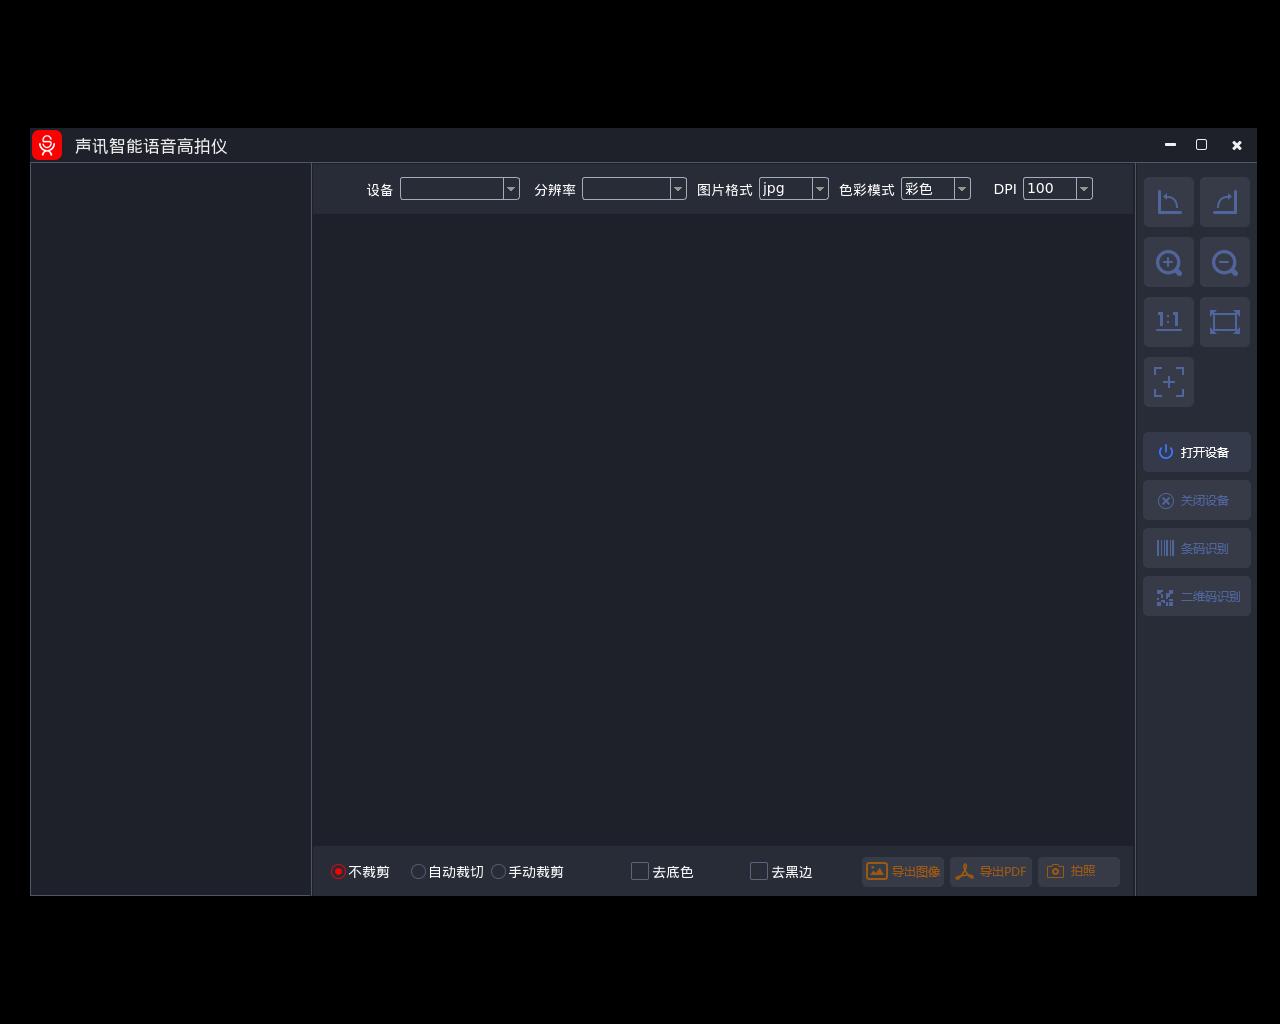 声讯智能语音高拍仪
设备 分辨率 图片格式 jpg 色彩模式 彩色 DPI 100
1:1
打开设备
关闭设备
条码识别
二维码识别
不裁剪 自动裁切 手动裁剪 去底色 去黑边 导出图像 导出PDF 拍照